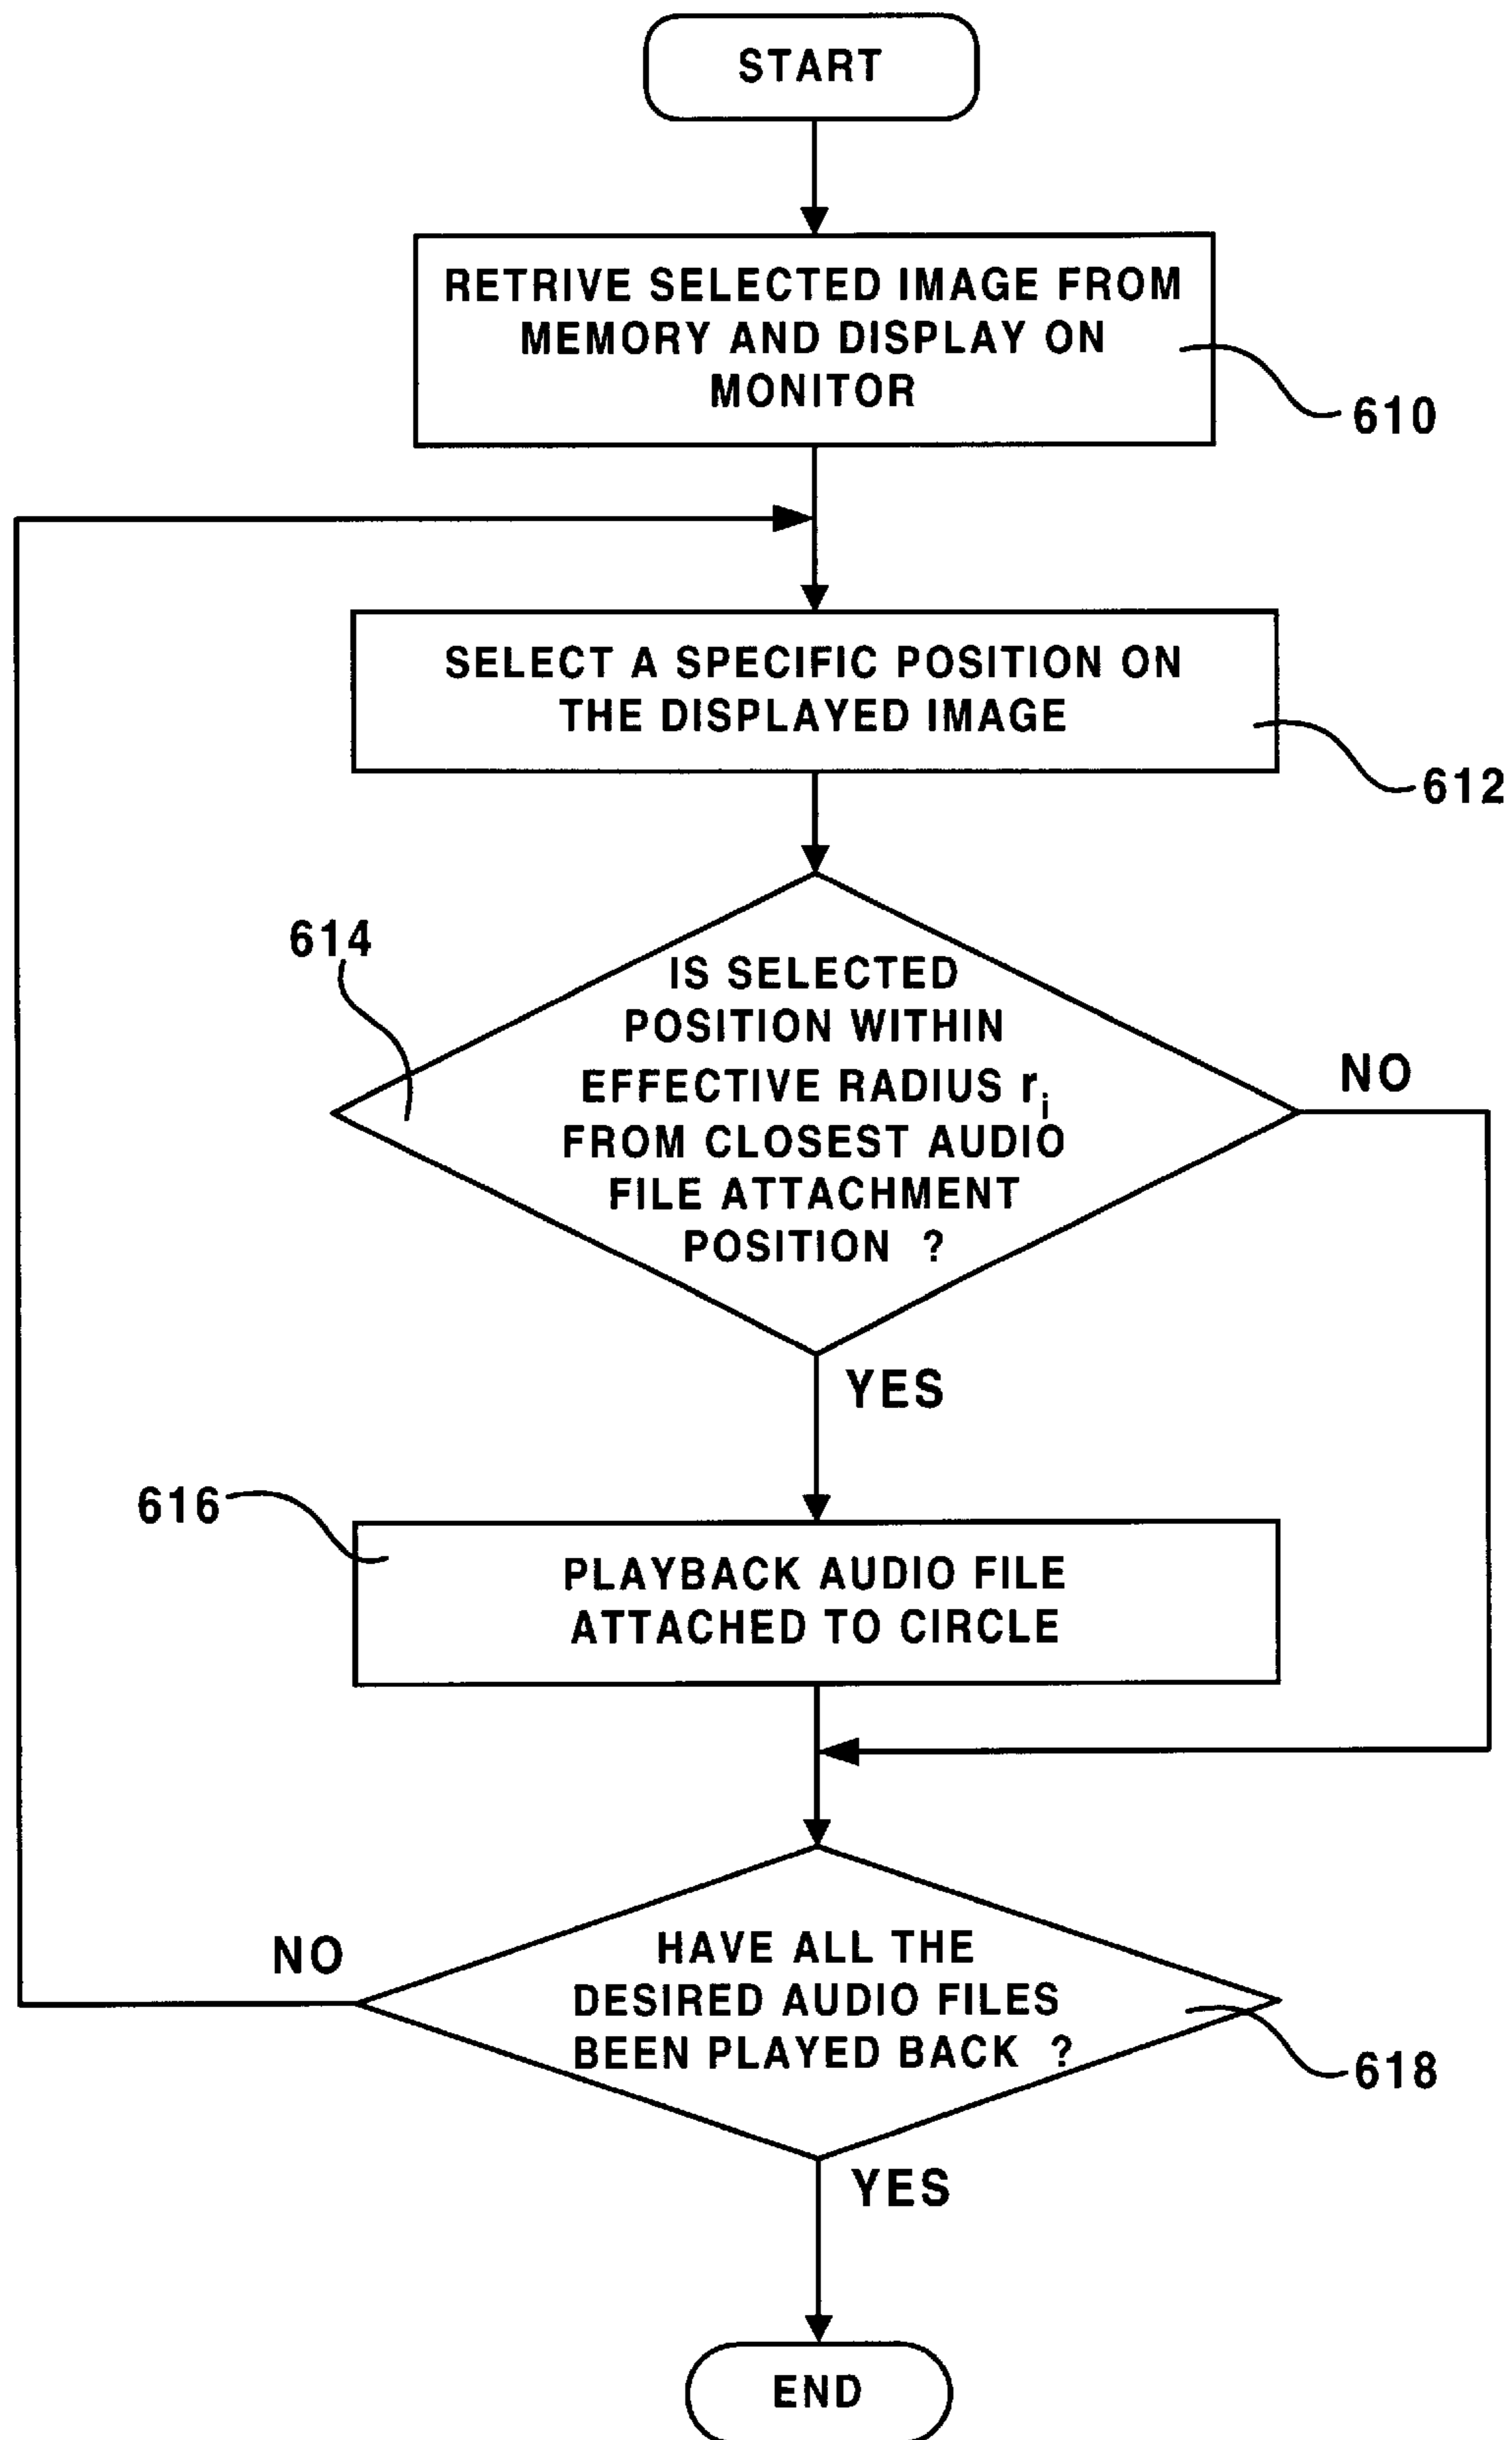 START
RETRIVE SELECTED IMAGE FROM
MEMORY AND DISPLAY ON
MONITOR
610
SELECT A SPECIFIC POSITION ON
THE DISPLAYED IMAGE
612
614
IS SELECTED
POSITION WITHIN
EFFECTIVE RADIUS ri
FROM CLOSEST AUDIO
FILE ATTACHMENT
POSITION ?
NO
YES
616
PLAYBACK AUDIO FILE
ATTACHED TO CIRCLE
NO
HAVE ALL THE
DESIRED AUDIO FILES
BEEN PLAYED BACK ?
618
YES
END